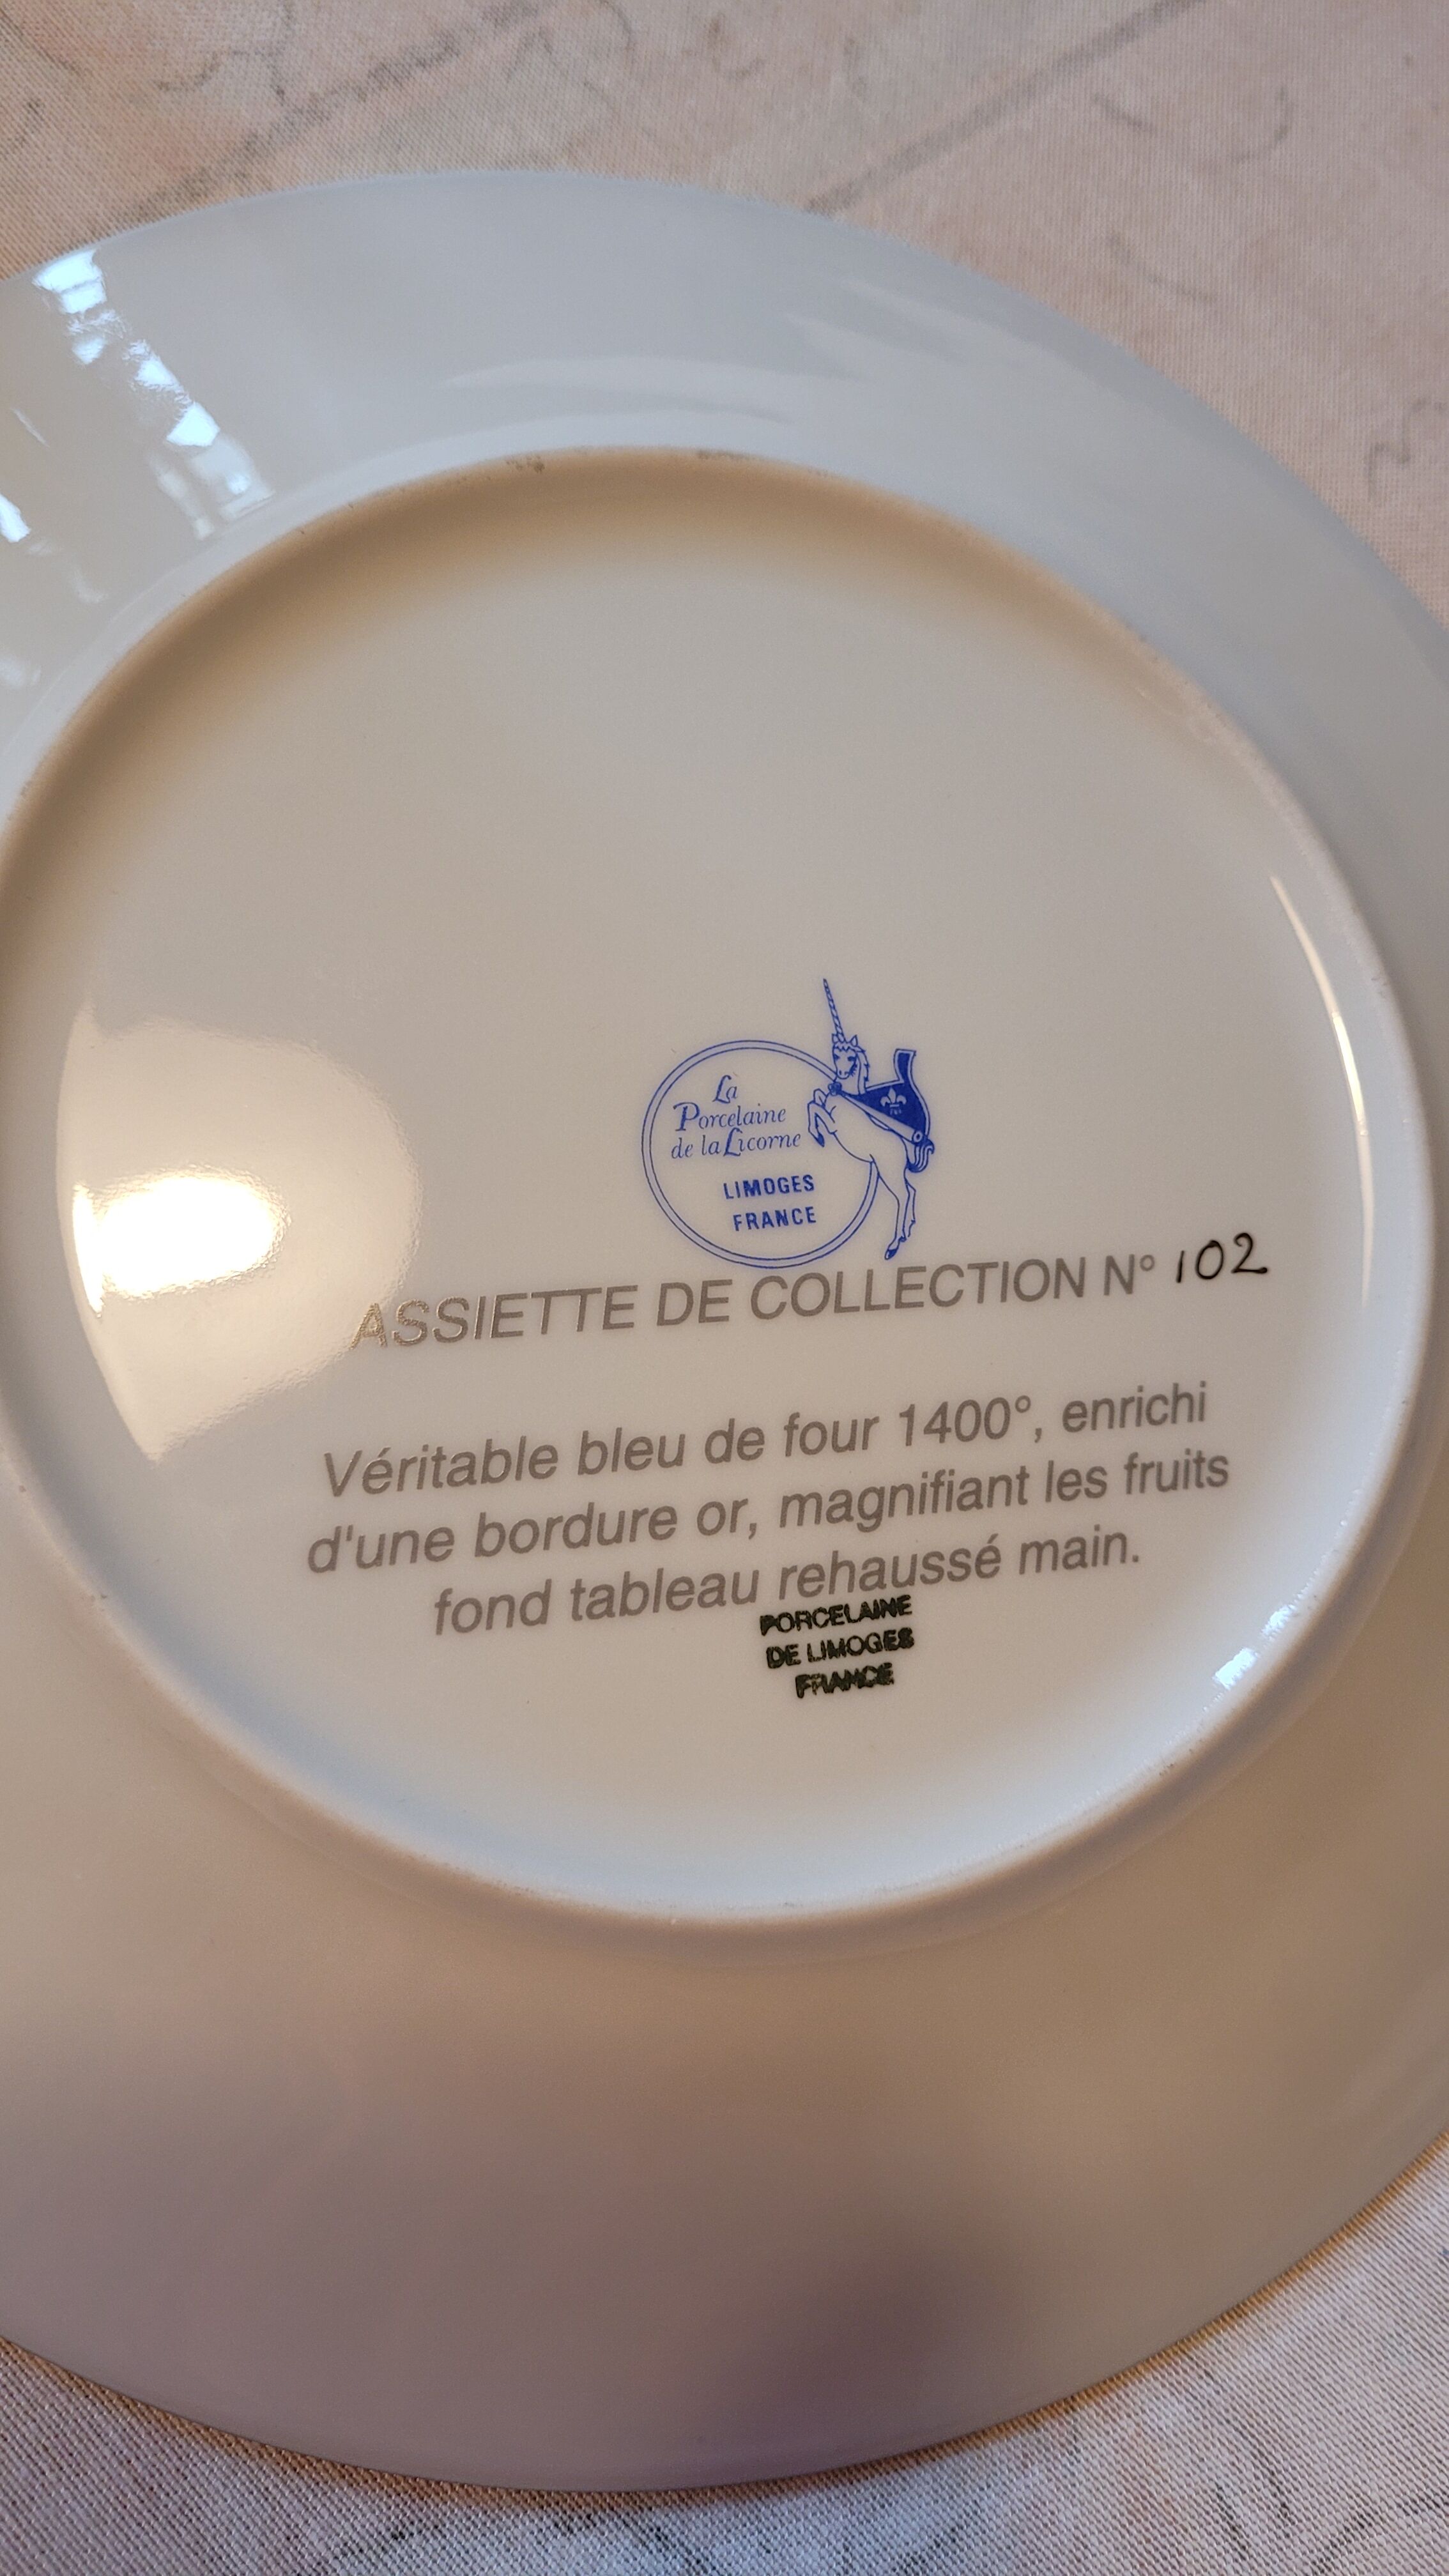 La
Porcelaine
de la Licorne
LIMOGES
FRANCE
ASSIETTE DE COLLECTION N° 102
Véritable bleu de four 1400°, enrichi
d'une bordure or, magnifiant les fruits
fond tableau rehaussé main.
PORCELAINE
DE LIMOGES
FRANCE